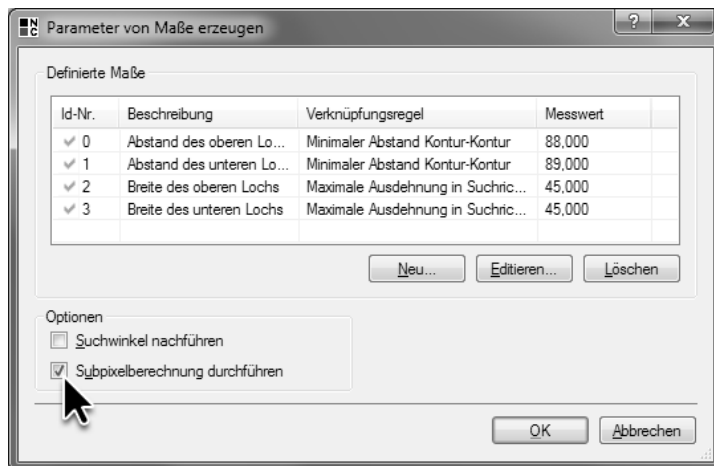 NC Parameter von Maße erzeugen ? X
Definierte Maße
Id-Nr. Beschreibung Verknüpfungsregel Messwert
0 Abstand des oberen Lo... Minimaler Abstand Kontur-Kontur 88,000
1 Abstand des unteren Lo... Minimaler Abstand Kontur-Kontur 89,000
2 Breite des oberen Lochs Maximale Ausdehnung in Suchric... 45,000
3 Breite des unteren Lochs Maximale Ausdehnung in Suchric... 45,000
Neu... Editieren... Löschen
Optionen
Suchwinkel nachführen
Subpixelberechnung durchführen
OK Abbrechen